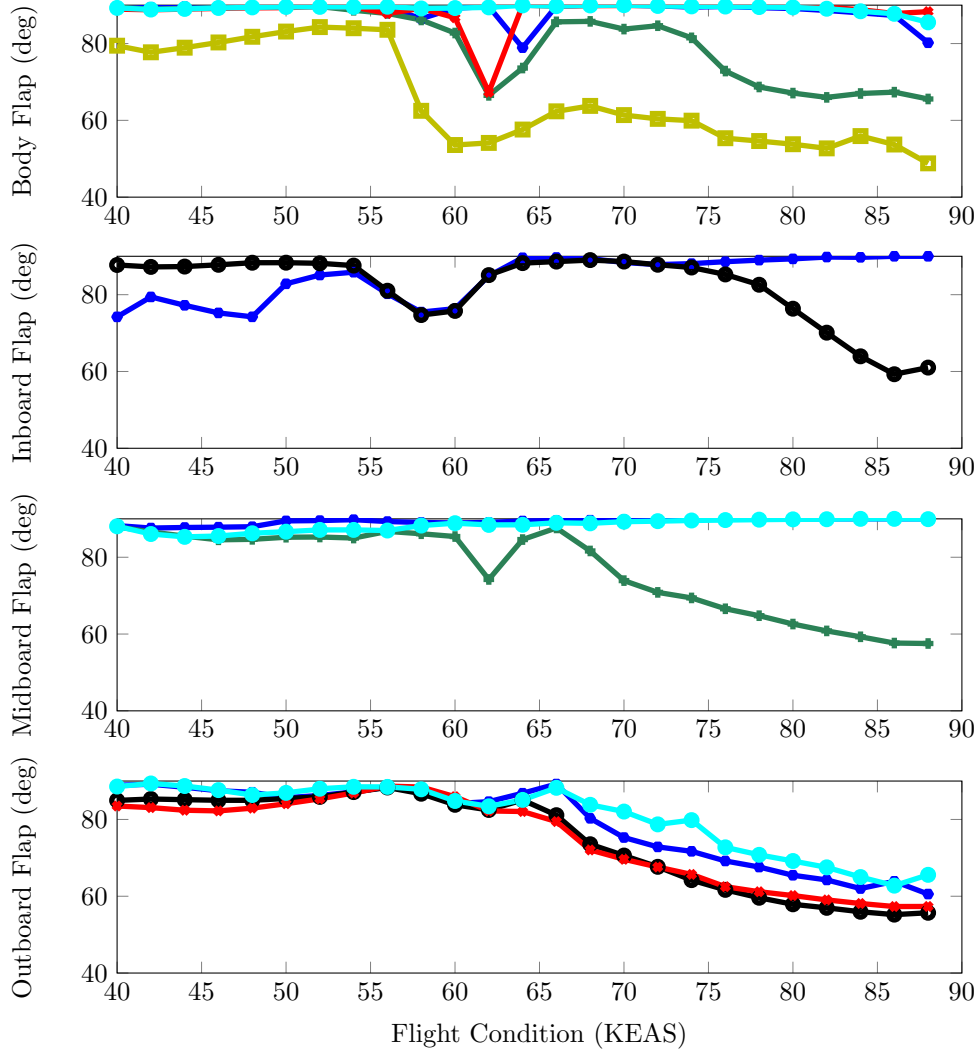 Body Flap (deg)
80
60
40
40 45 50 55 60 65 70 75 80 85 90
Inboard Flap (deg)
80
60
40
40 45 50 55 60 65 70 75 80 85 90
Midboard Flap (deg)
80
60
40
40 45 50 55 60 65 70 75 80 85 90
Outboard Flap (deg)
80
60
40
40 45 50 55 60 65 70 75 80 85 90
Flight Condition (KEAS)